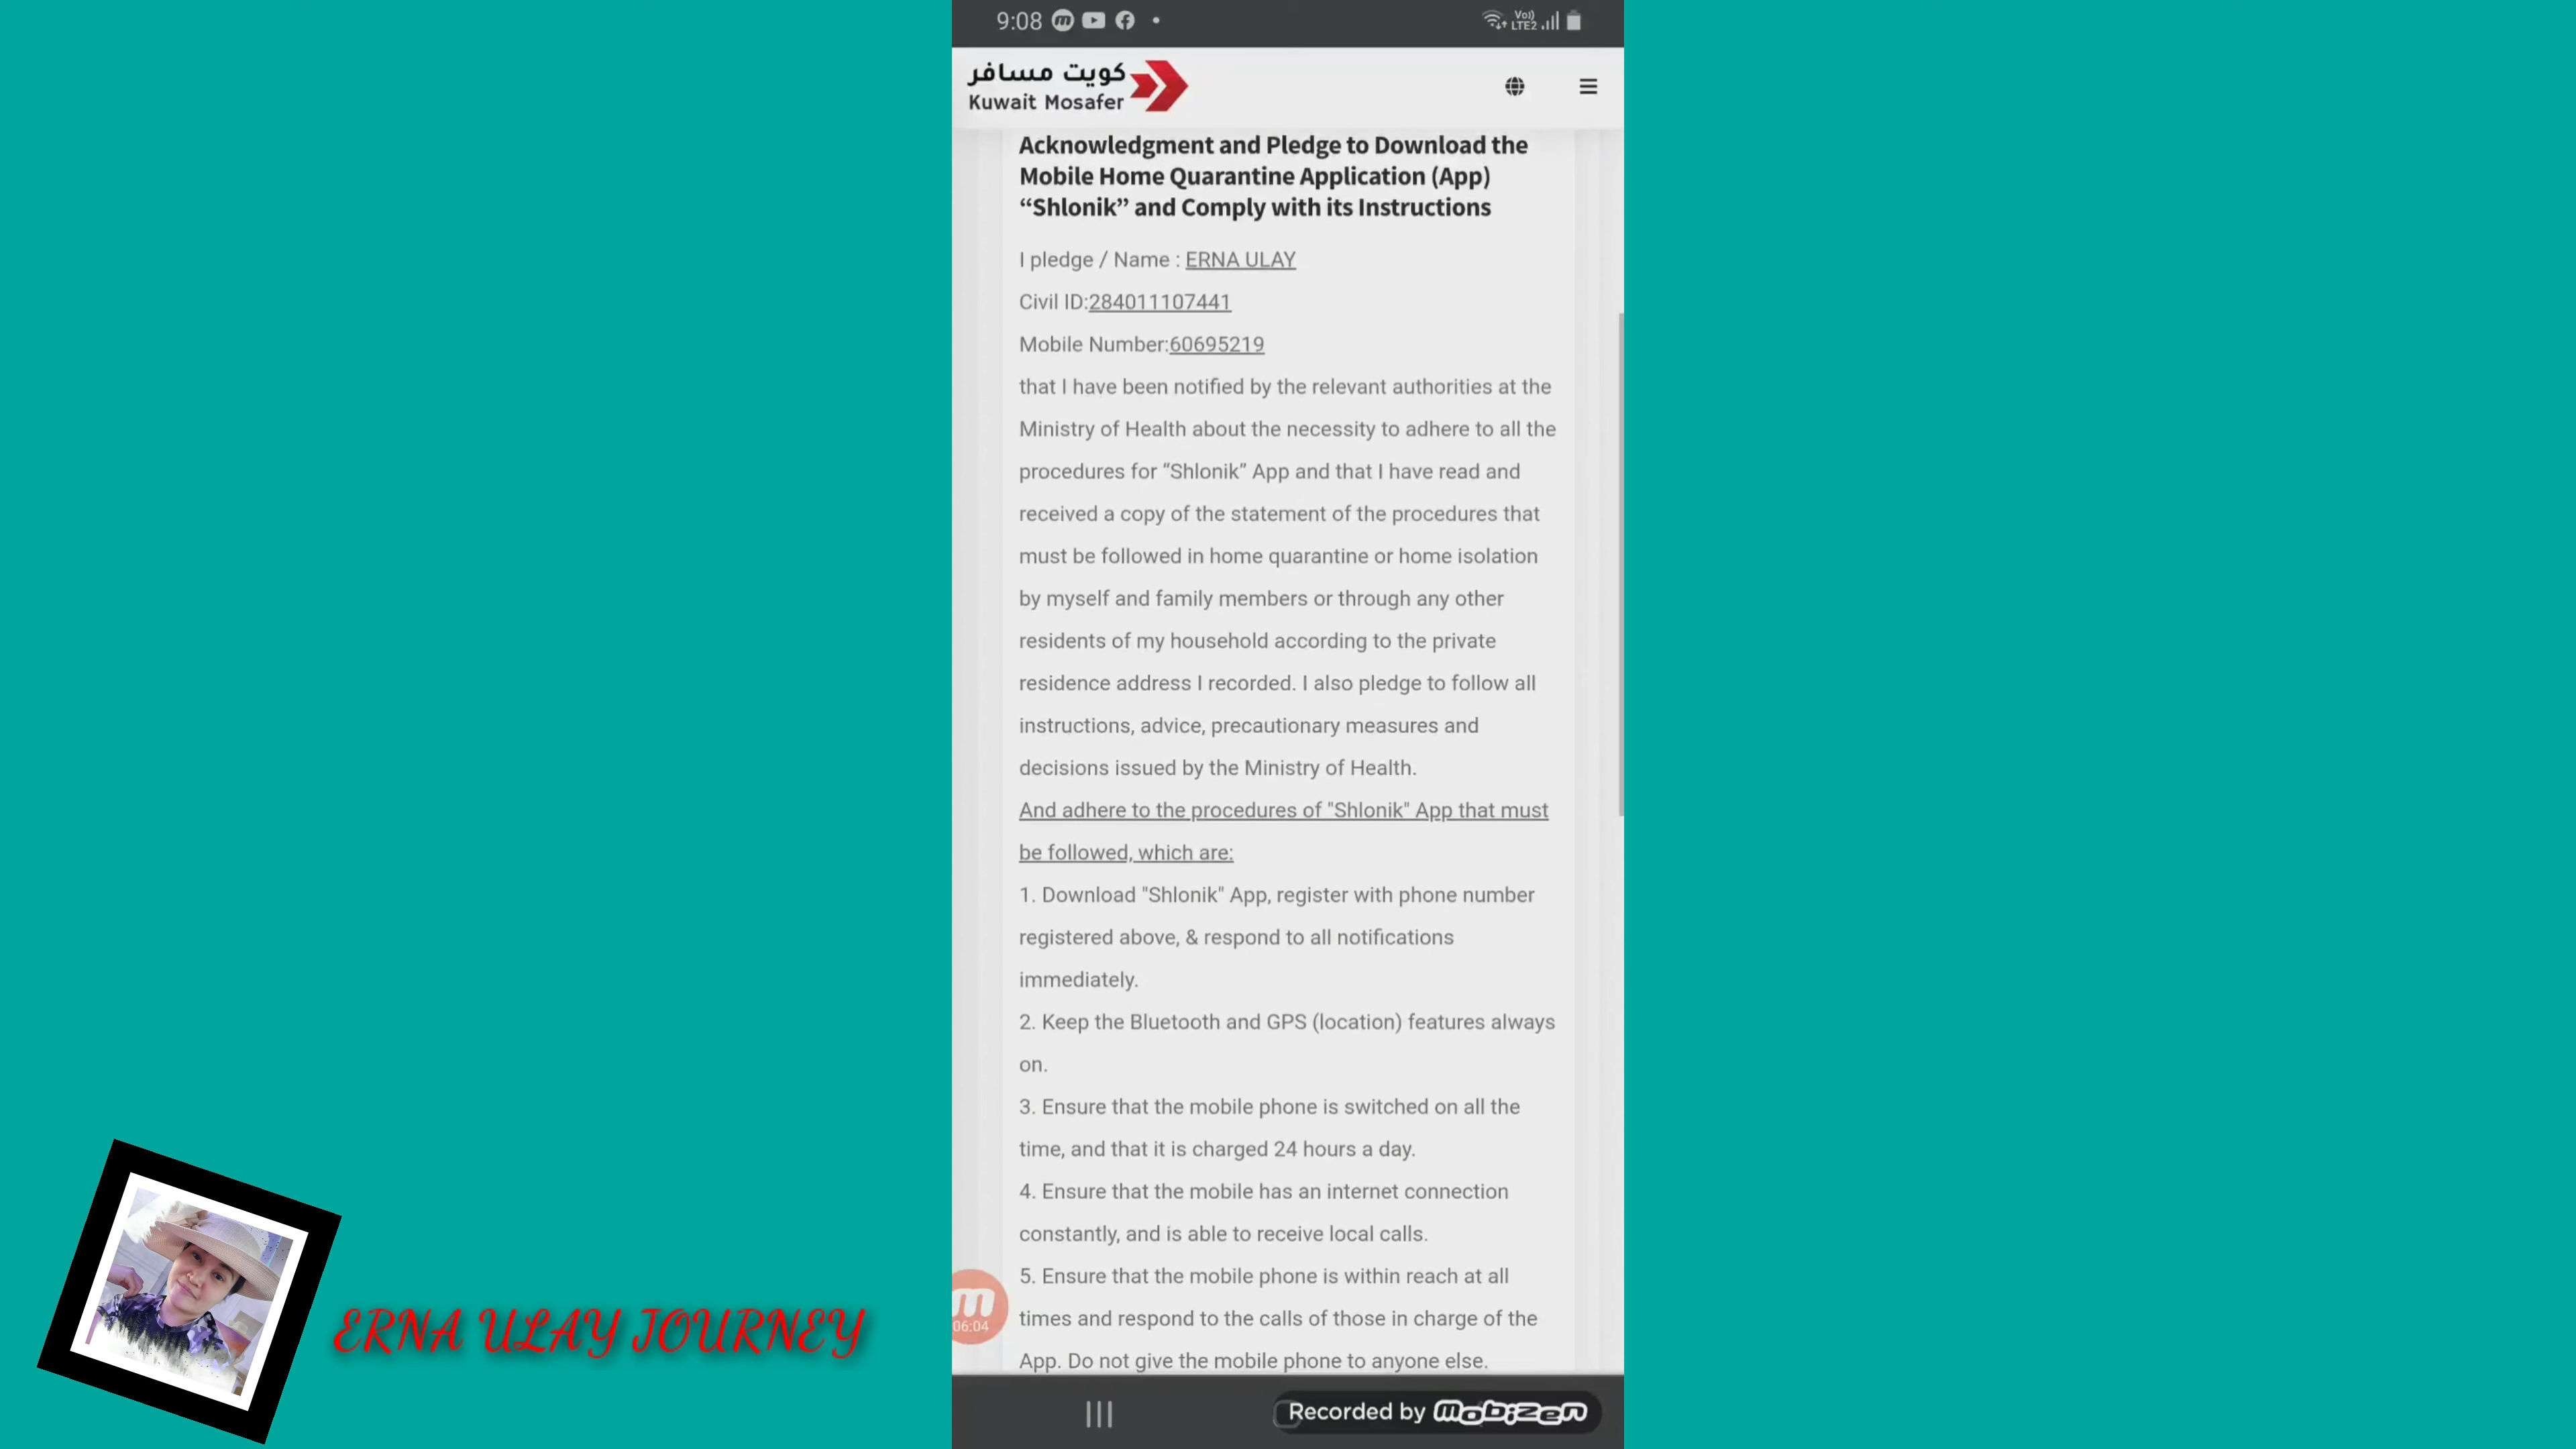 9:08
Vo))
LTE2
كويت مسافر
Kuwait Mosafer
Acknowledgment and Pledge to Download the
Mobile Home Quarantine Application (App)
“Shlonik” and Comply with its Instructions
I pledge / Name : ERNA ULAY
Civil ID:284011107441
Mobile Number:60695219
that I have been notified by the relevant authorities at the
Ministry of Health about the necessity to adhere to all the
procedures for “Shlonik” App and that I have read and
received a copy of the statement of the procedures that
must be followed in home quarantine or home isolation
by myself and family members or through any other
residents of my household according to the private
residence address I recorded. I also pledge to follow all
instructions, advice, precautionary measures and
decisions issued by the Ministry of Health.
And adhere to the procedures of "Shlonik" App that must
be followed, which are:
1. Download "Shlonik" App, register with phone number
registered above, & respond to all notifications
immediately.
2. Keep the Bluetooth and GPS (location) features always
on.
3. Ensure that the mobile phone is switched on all the
time, and that it is charged 24 hours a day.
4. Ensure that the mobile has an internet connection
constantly, and is able to receive local calls.
5. Ensure that the mobile phone is within reach at all
times and respond to the calls of those in charge of the
App. Do not give the mobile phone to anyone else.
m
06:04
ERNA ULAY JOURNEY
Recorded by mobizen